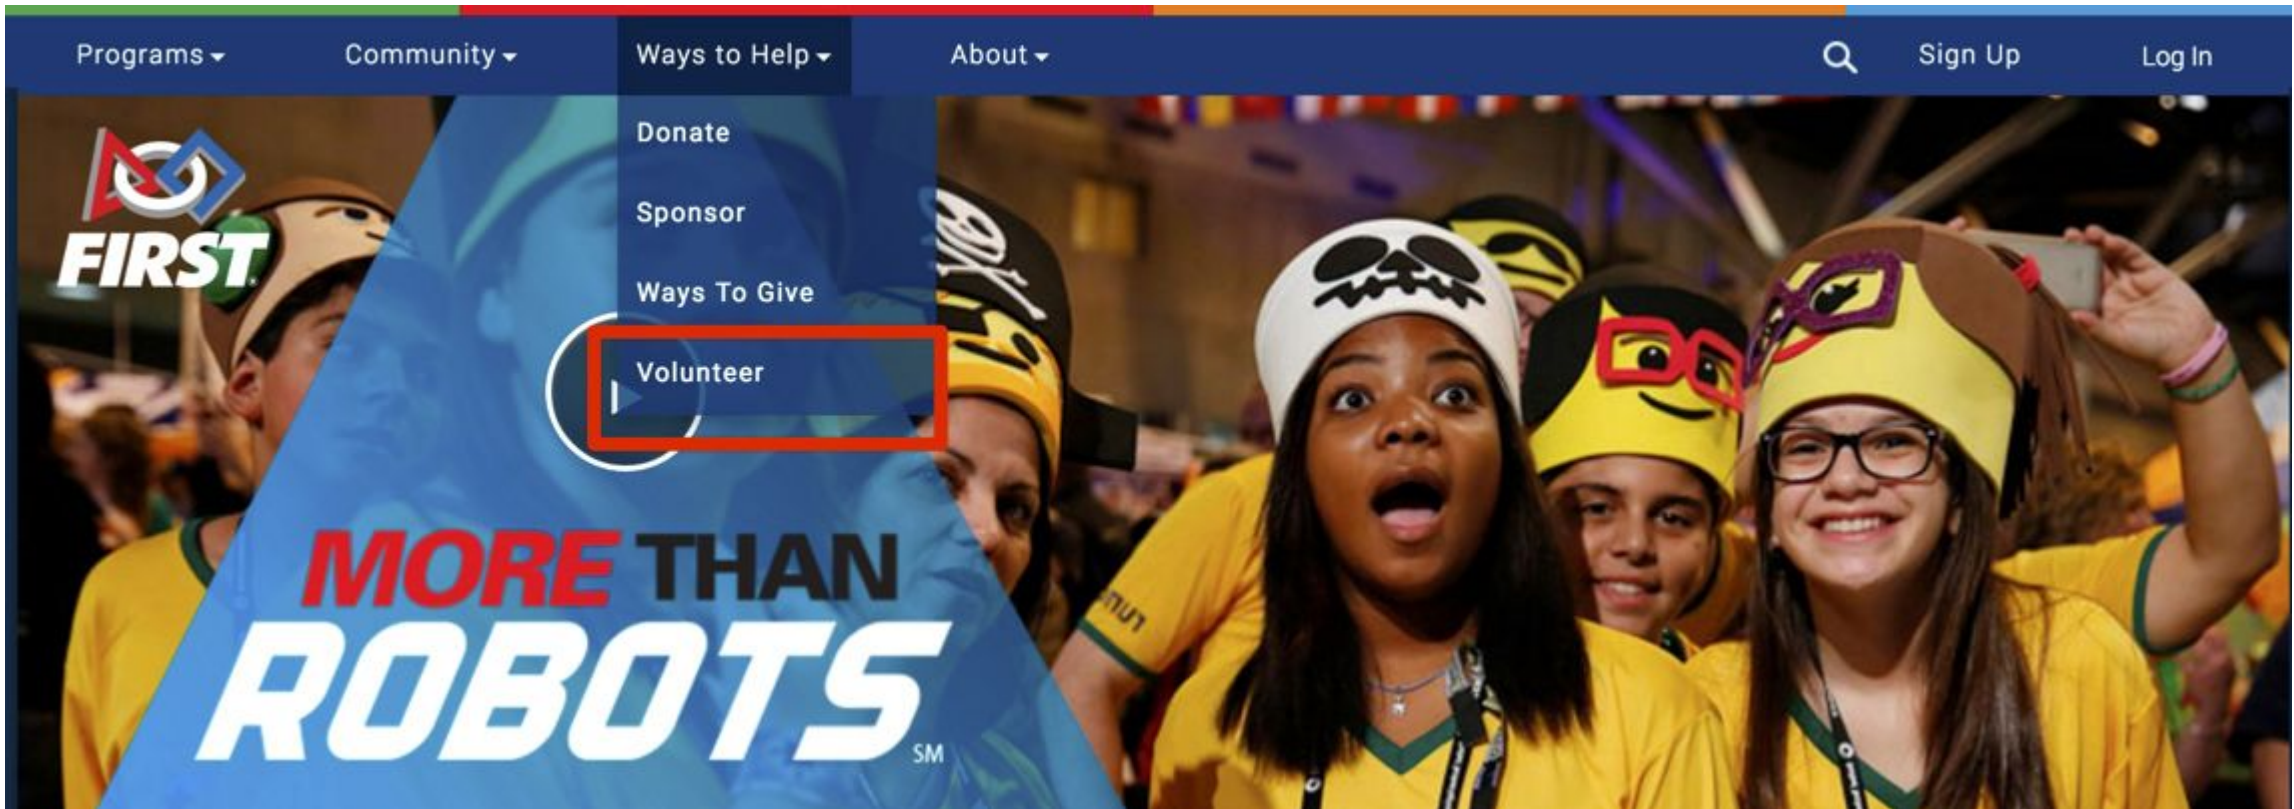 Programs Community Ways to Help About Sign Up Log In
Donate
Sponsor
Ways To Give
Volunteer
FIRST
MORE THAN
ROBOTS SM